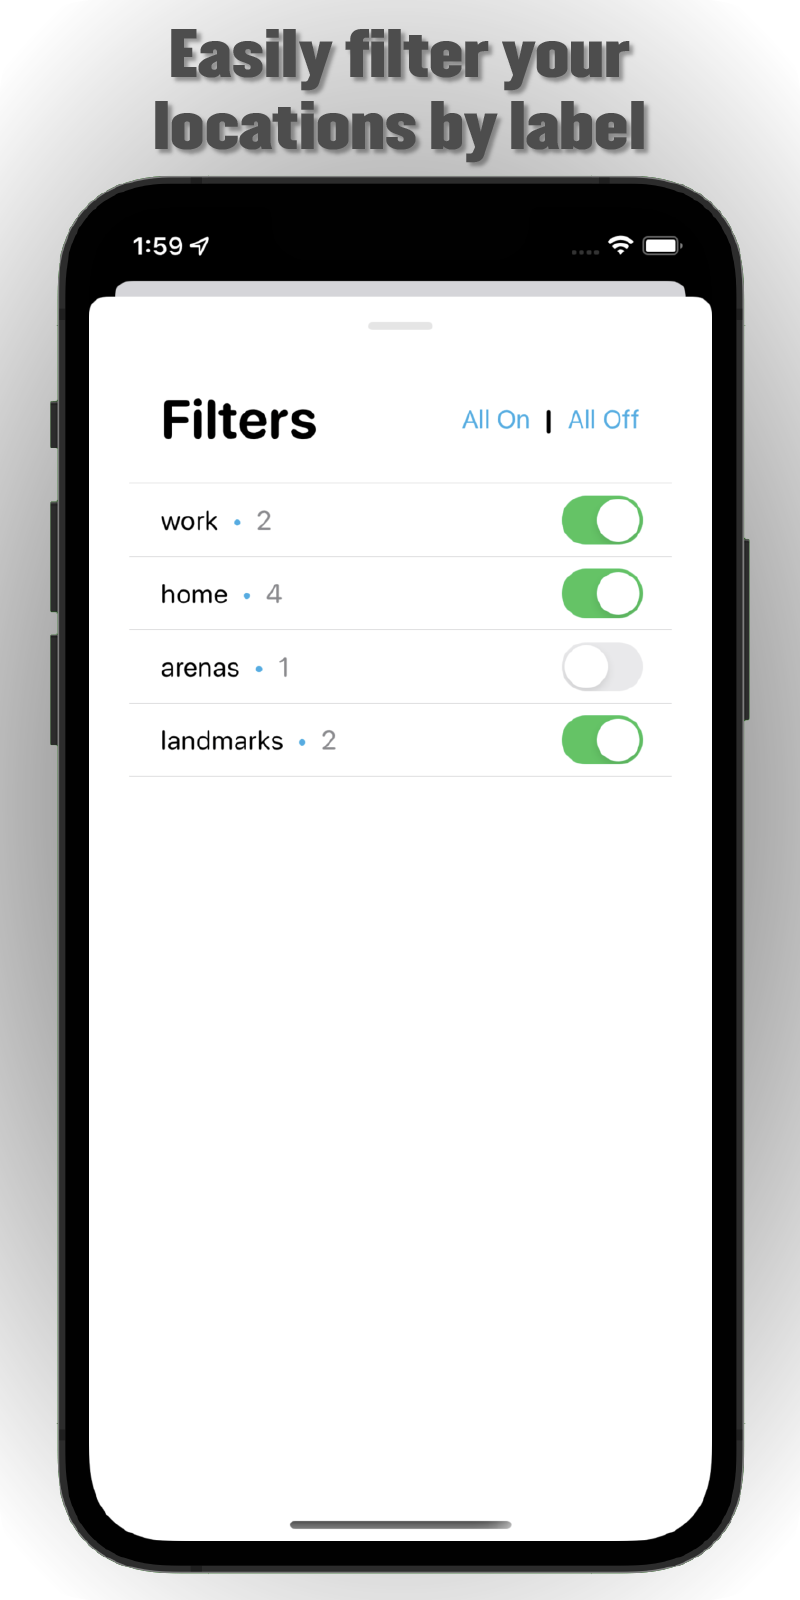 Easily filter your
locations by label
1:59
Filters
All On | All Off
work • 2
home • 4
arenas • 1
landmarks • 2